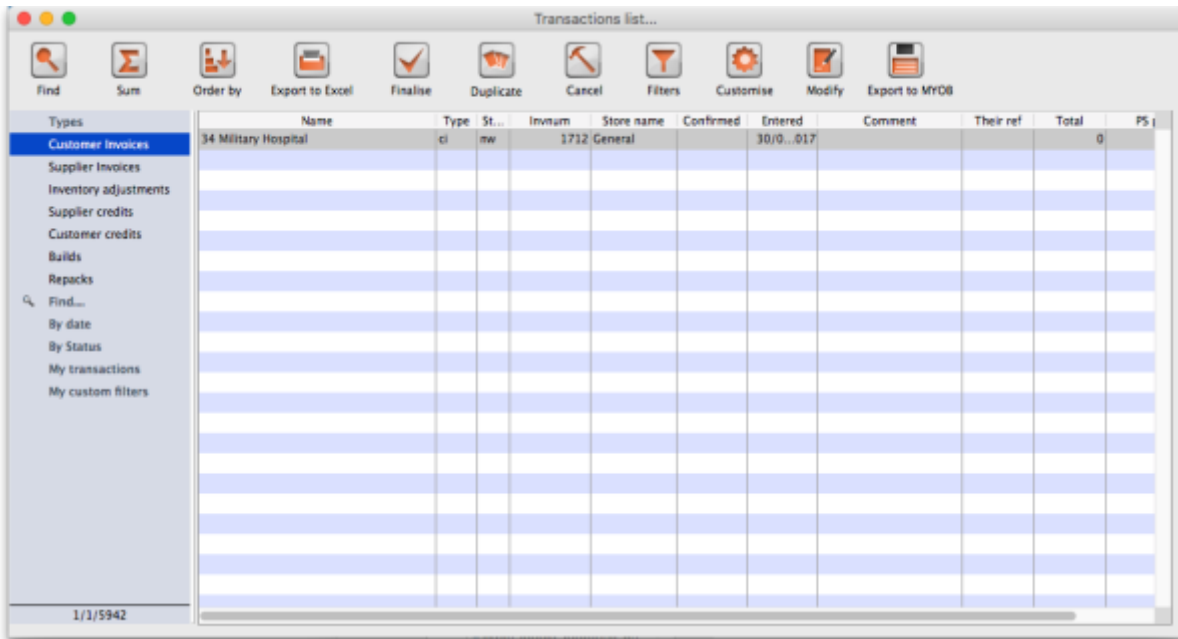 Transactions list...
Find Sum Order by Export to Excel Finalise Duplicate Cancel Filters Customise Modify Export to MYOB
Types Name Type St... Invnum Store name Confirmed Entered Comment Their ref Total PS
Customer Invoices 34 Military Hospital ci nw 1712 General 30/0...017 0
Supplier Invoices
Inventory adjustments
Supplier credits
Customer credits
Builds
Repacks
Find...
By date
By Status
My transactions
My custom filters
1/1/5942